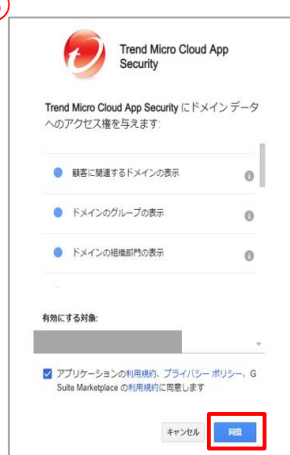 Trend Micro Cloud App
Security
Trend Micro Cloud App Security にドメイン データ
へのアクセス権を与えます:
顧客に関連するドメインの表示
ドメインのグループの表示
ドメインの組織部門の表示
有効にする対象:
アプリケーションの利用規約、プライバシー ポリシー、G
Suite Marketplace の利用規約に同意します
キャンセル 同意